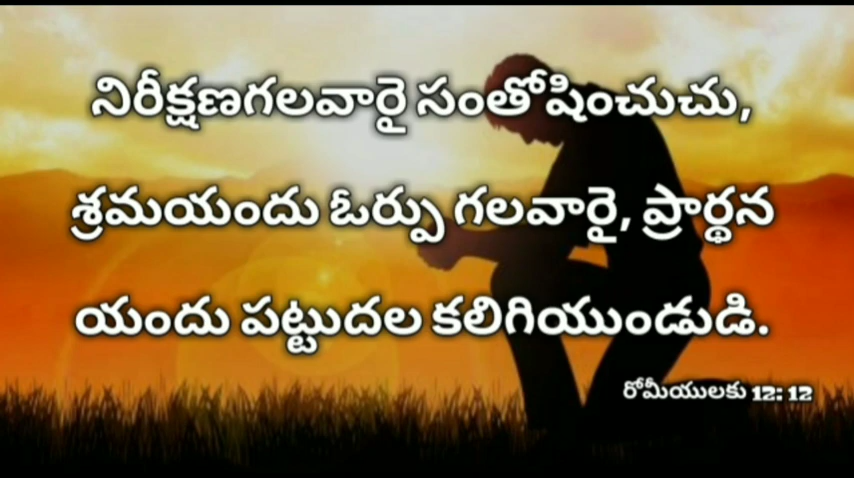 నిరీక్షణగలవారై సంతోషించుచు,
శ్రమయందు ఓర్పు గలవారై, ప్రార్థన
యందు పట్టుదల కలిగియుండుడి.
రోమీయులకు 12: 12